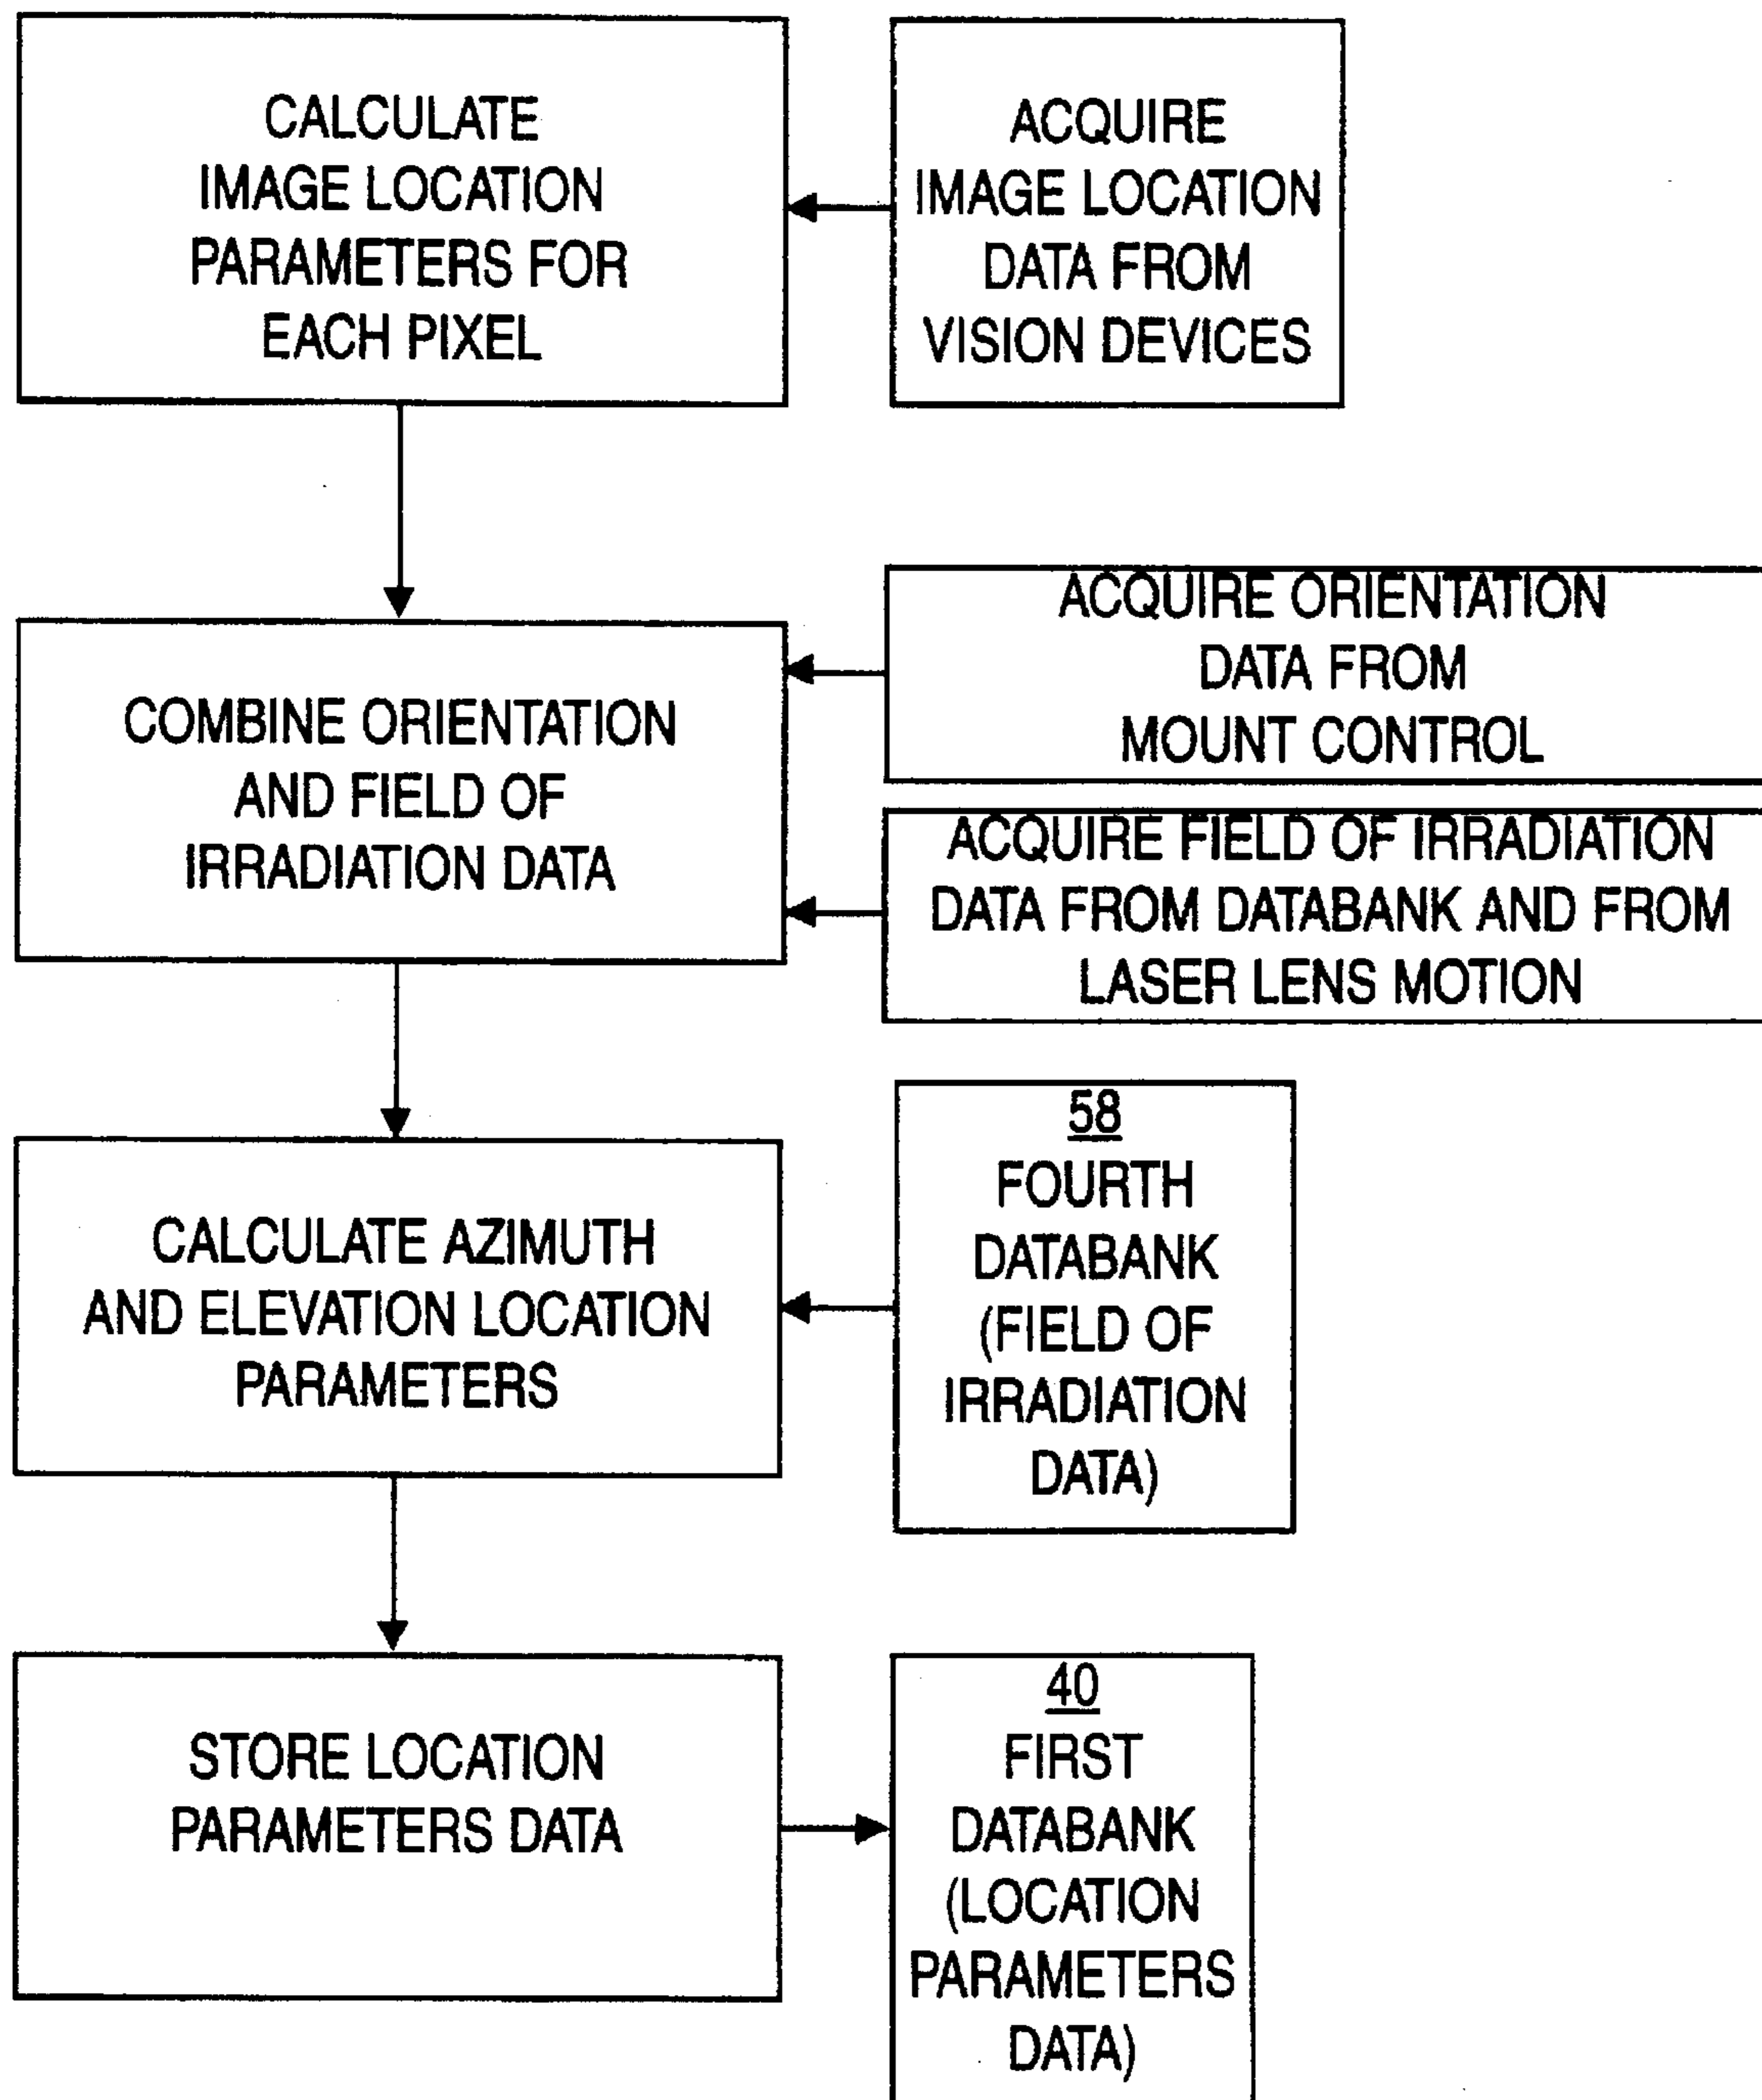 CALCULATE
IMAGE LOCATION
PARAMETERS FOR
EACH PIXEL
ACQUIRE
IMAGE LOCATION
DATA FROM
VISION DEVICES
COMBINE ORIENTATION
AND FIELD OF
IRRADIATION DATA
ACQUIRE ORIENTATION
DATA FROM
MOUNT CONTROL
ACQUIRE FIELD OF IRRADIATION
DATA FROM DATABANK AND FROM
LASER LENS MOTION
CALCULATE AZIMUTH
AND ELEVATION LOCATION
PARAMETERS
58
FOURTH
DATABANK
(FIELD OF
IRRADIATION
DATA)
STORE LOCATION
PARAMETERS DATA
40
FIRST
DATABANK
(LOCATION
PARAMETERS
DATA)